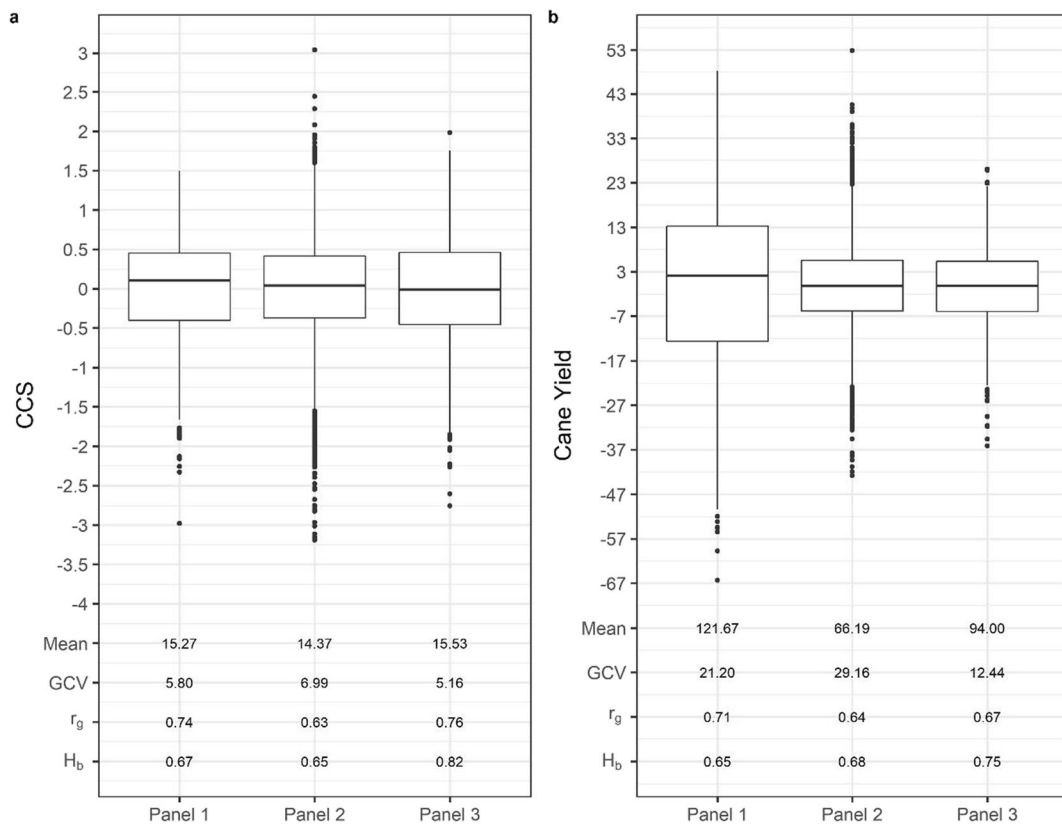 a
3
2.5
2
1.5
1
0.5
0
-0.5
-1
-1.5
-2
-2.5
-3
-3.5
-4
CCS
Mean 15.27 14.37 15.53
GCV 5.80 6.99 5.16
rg 0.74 0.63 0.76
Hb 0.67 0.65 0.82
Panel 1 Panel 2 Panel 3
b
53
43
33
23
13
3
-7
-17
-27
-37
-47
-57
-67
Cane Yield
Mean 121.67 66.19 94.00
GCV 21.20 29.16 12.44
rg 0.71 0.64 0.67
Hb 0.65 0.68 0.75
Panel 1 Panel 2 Panel 3